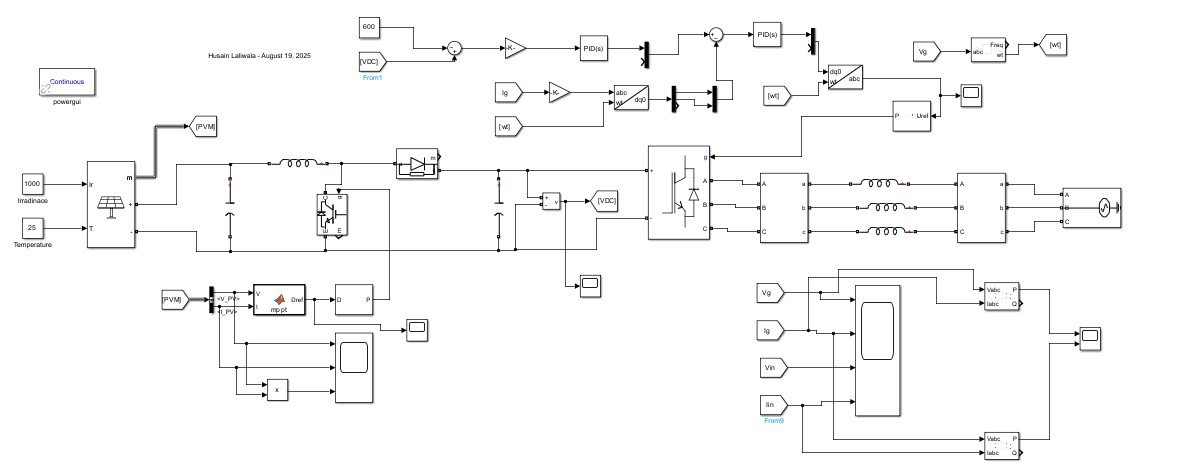 600
[VDC]
From1
-K-
PID(s)
PID(s)
Husain Laliwala - August 19, 2025
Continuous
powergui
Ig
-K-
abc
wt
dq0
[wt]
dq0
wt
abc
[wt]
Vg
abc
Freq
wt
[wt]
P
Uref
[PVM]
1000
Irradinace
25
Temperature
Ir
T
m
+
-
m
C
g
E
+
-
v
[VDC]
g
+
-
A
B
C
A
B
C
a
b
c
A
B
C
a
b
c
A
B
C
[PVM]
<V_PV>
<I_PV>
V
I
Dref
mppt
D
P
x
Vg
Ig
Vin
Iin
From9
Vabc
Iabc
P
Q
Vabc
Iabc
P
Q